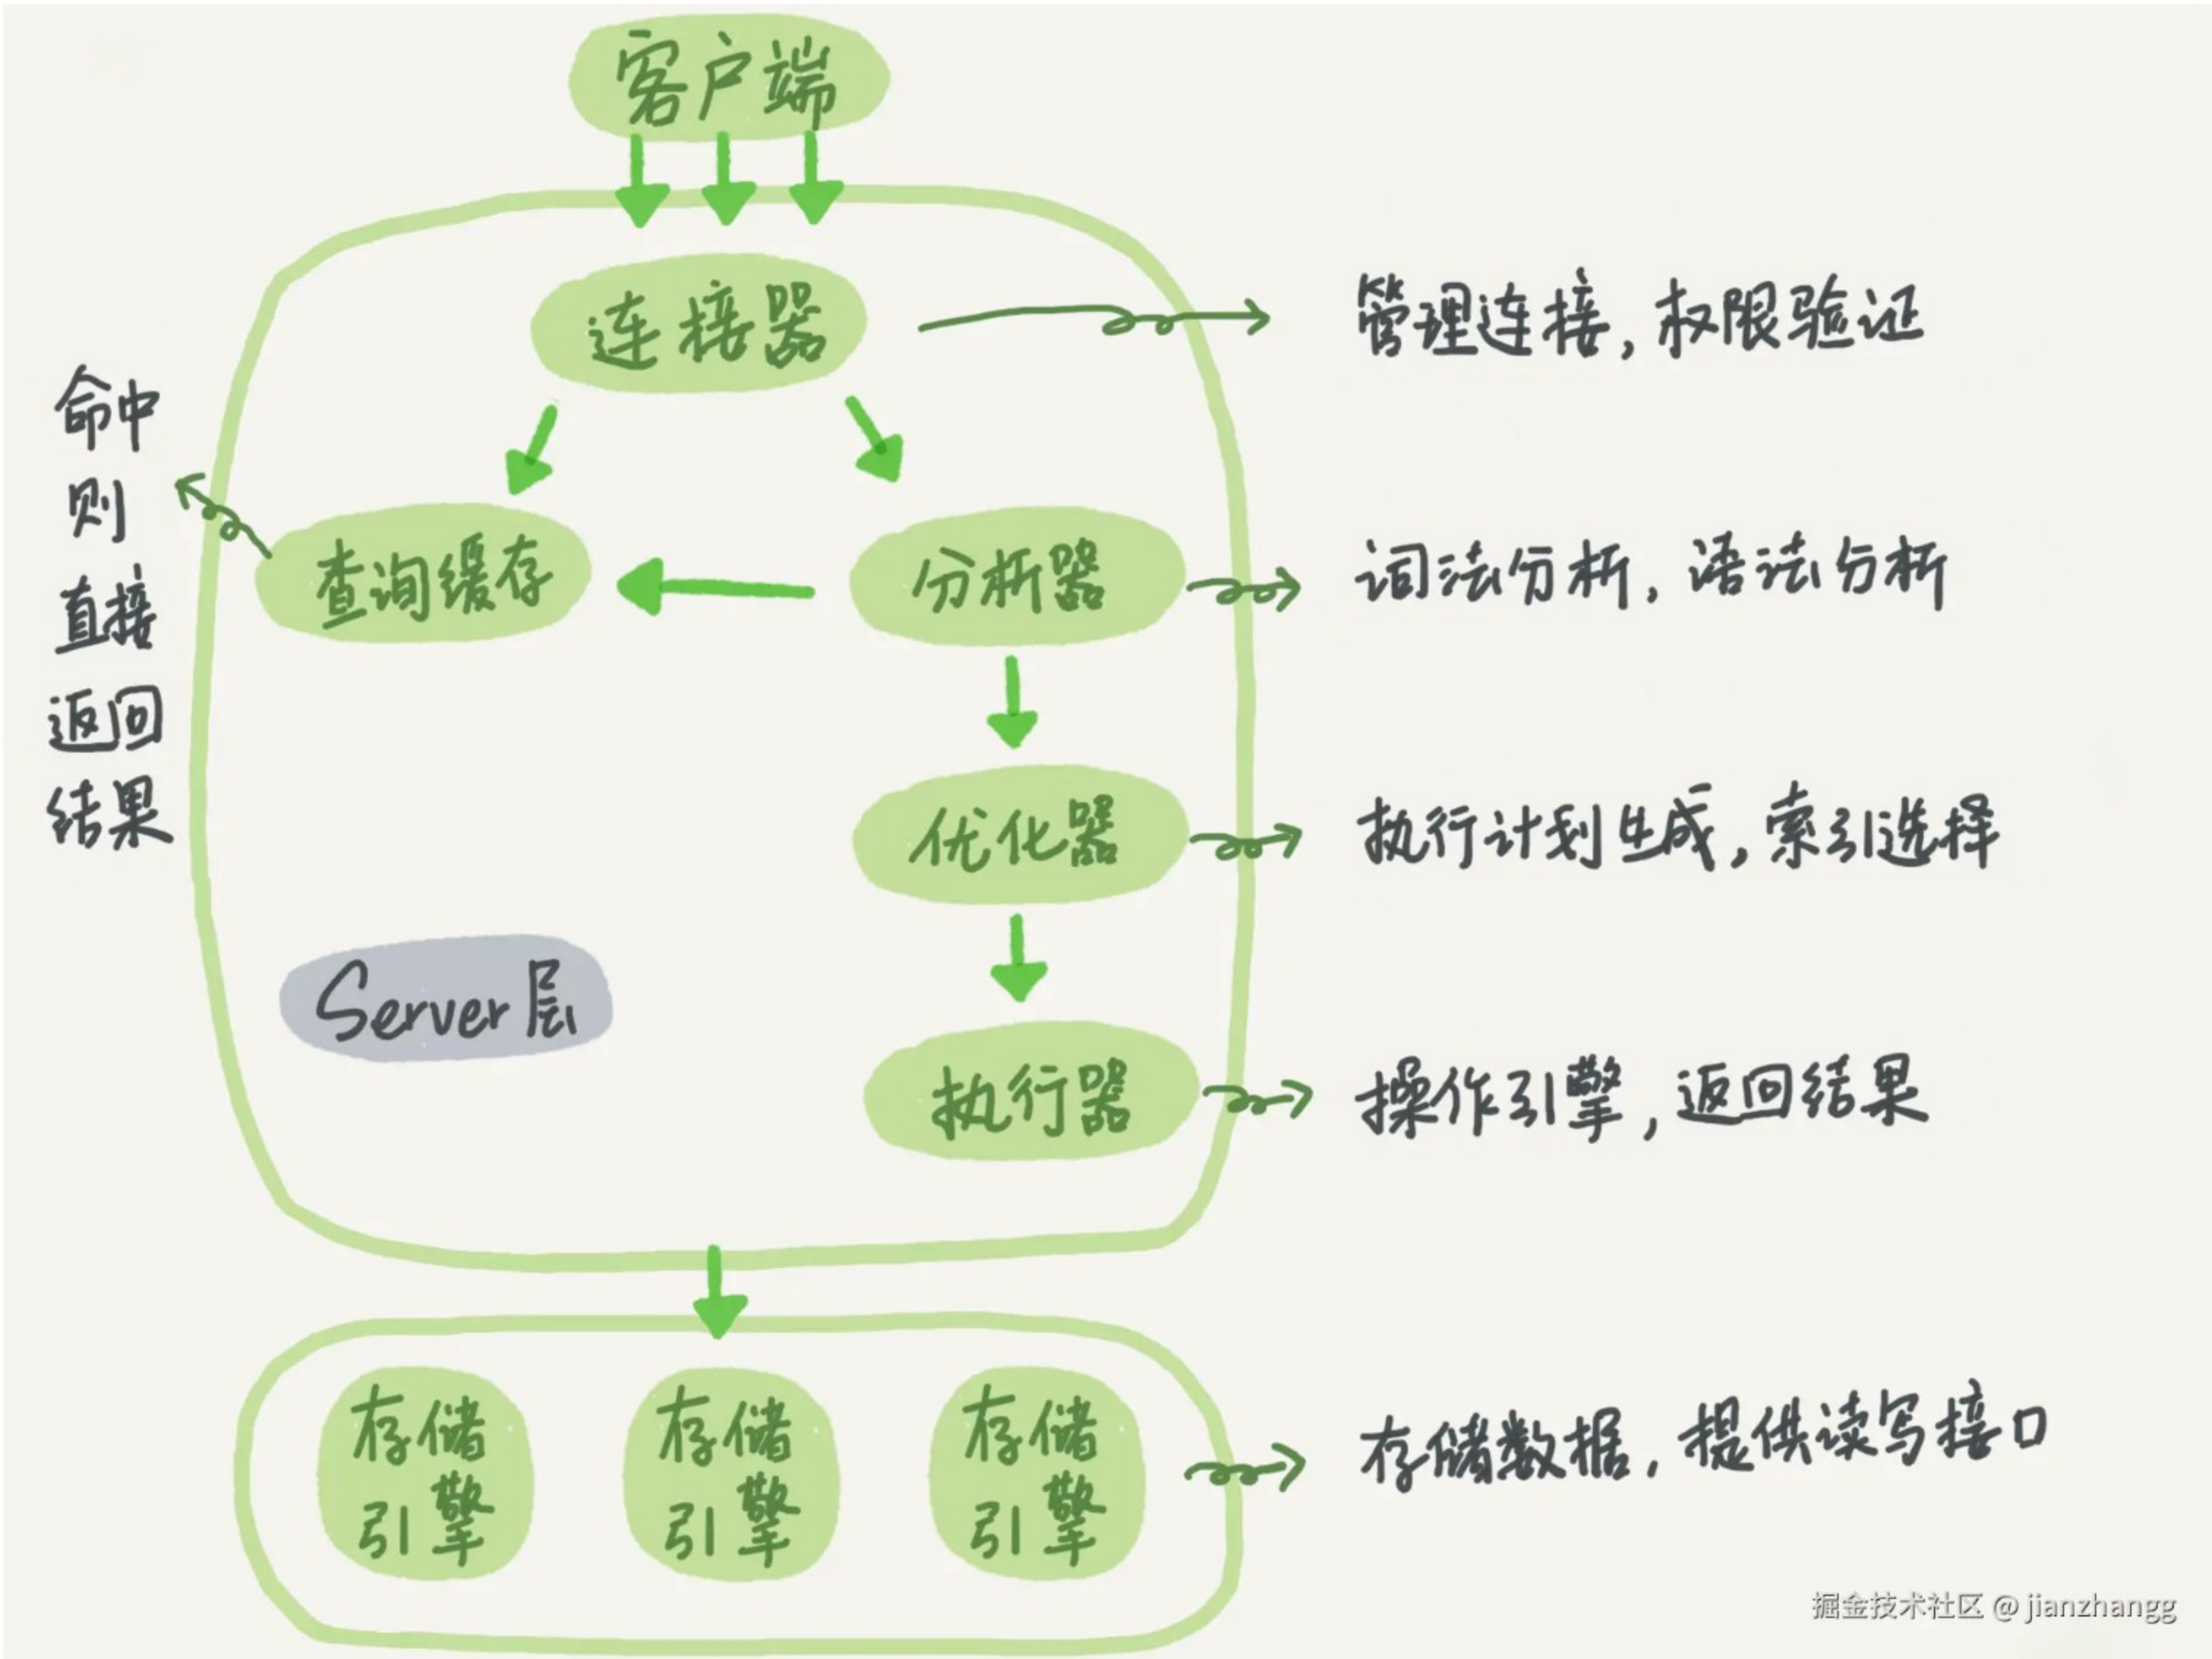 客户端
连接器
管理连接，权限验证
命中
则
直接
返回
结果
查询缓存
分析器
词法分析，语法分析
优化器
执行计划生成，索引选择
Server层
执行器
操作引擎，返回结果
存储
引擎
存储
引擎
存储
引擎
存储数据，提供读写接口
掘金技术社区 @ jianzhangg